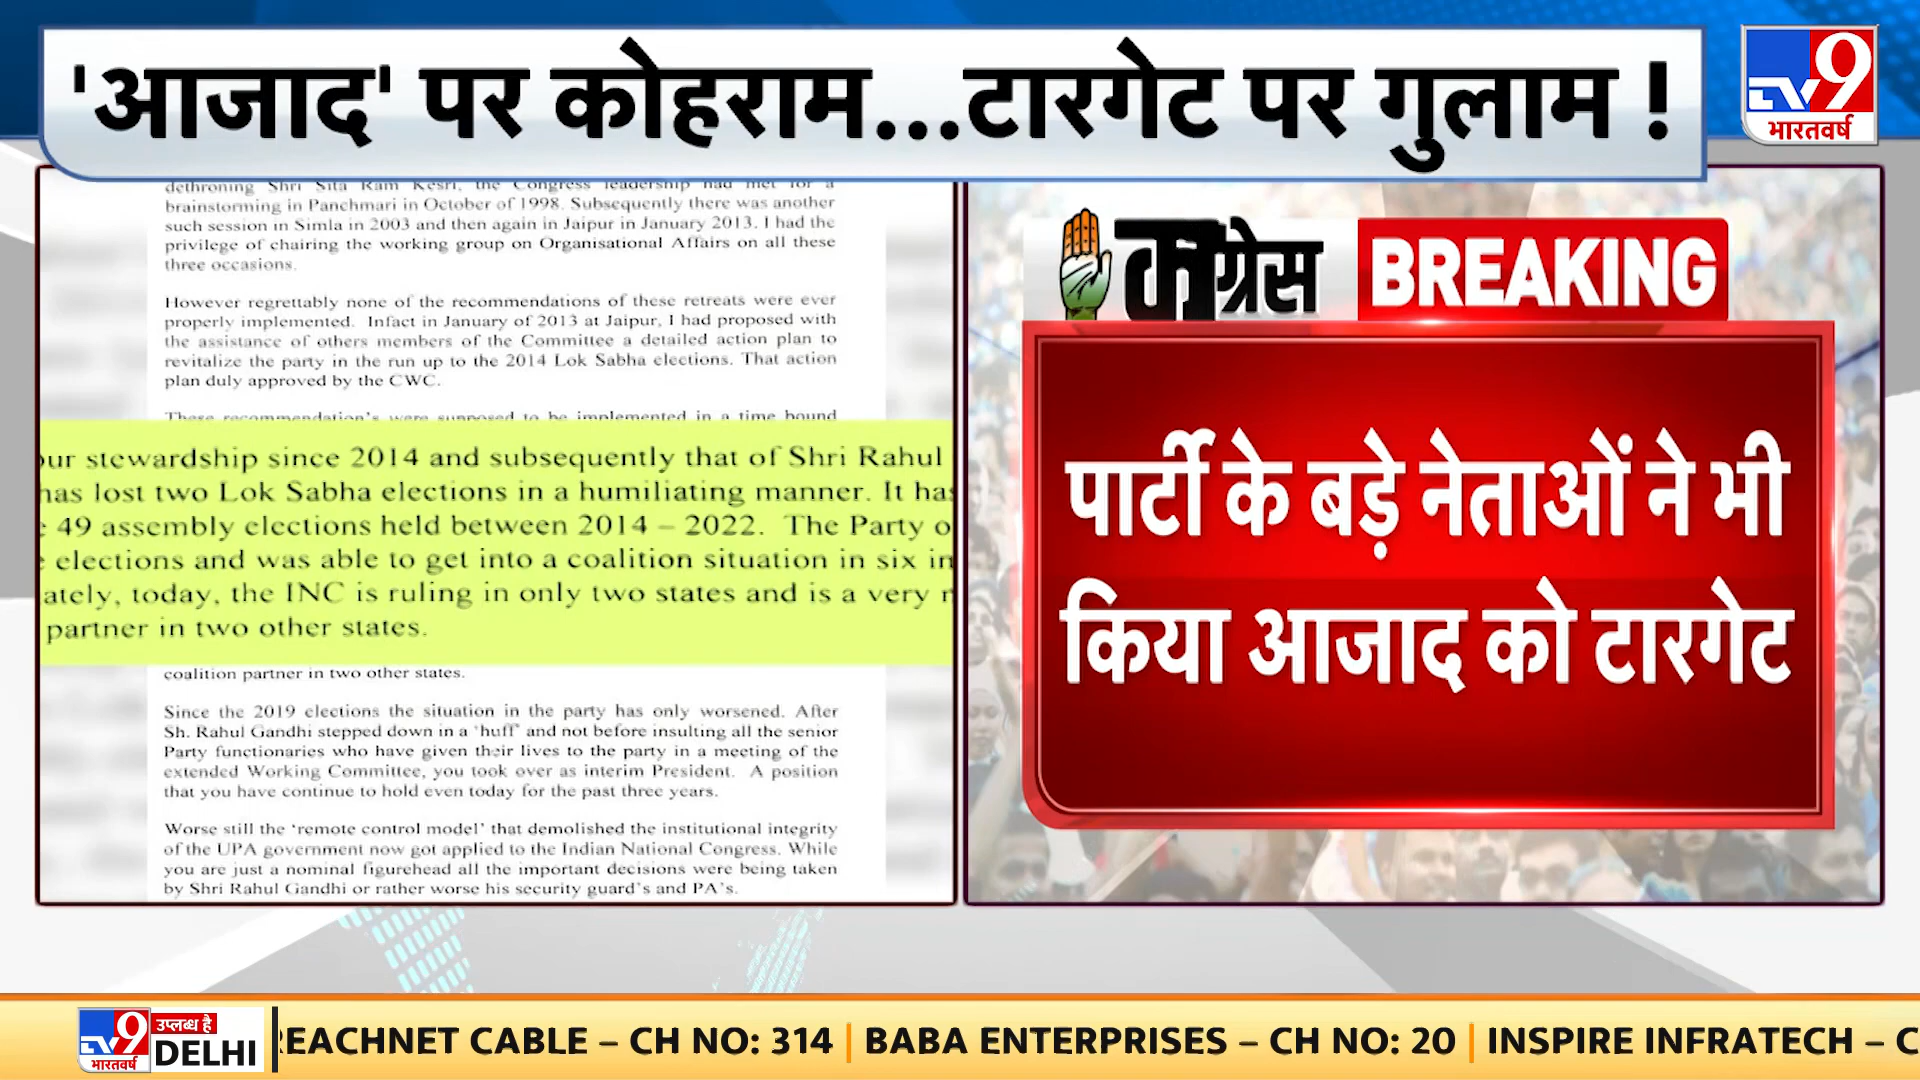 'आजाद' पर कोहराम...टारगेट पर गुलाम !
TV9
भारतवर्ष
dethroning Shri Sita Ram Kesri, the Congress leadership had met for a
brainstorming in Panchmari in October of 1998. Subsequently there was another
such session in Simla in 2003 and then again in Jaipur in January 2013. I had the
privilege of chairing the working group on Organisational Affairs on all these
three occasions.
However regrettably none of the recommendations of these retreats were ever
properly implemented. Infact in January of 2013 at Jaipur, I had proposed with
the assistance of others members of the Committee a detailed action plan to
revitalize the party in the run up to the 2014 Lok Sabha elections. That action
plan duly approved by the CWC.
These recommendation's were supposed to be implemented in a time bound
our stewardship since 2014 and subsequently that of Shri Rahul
has lost two Lok Sabha elections in a humiliating manner. It has
49 assembly elections held between 2014 – 2022. The Party
elections and was able to get into a coalition situation in six
ately, today, the INC is ruling in only two states and is a very
partner in two other states.
coalition partner in two other states.
Since the 2019 elections the situation in the party has only worsened. After
Sh. Rahul Gandhi stepped down in a 'huff' and not before insulting all the senior
Party functionaries who have given their lives to the party in a meeting of the
extended Working Committee, you took over as interim President. A position
that you have continue to hold even today for the past three years.
Worse still the 'remote control model' that demolished the institutional integrity
of the UPA government now got applied to the Indian National Congress. While
you are just a nominal figurehead all the important decisions were being taken
by Shri Rahul Gandhi or rather worse his security guard's and PA's.
कांग्रेस BREAKING
पार्टी के बड़े नेताओं ने भी
किया आजाद को टारगेट
TV9 भारतवर्ष उपलब्ध है DELHI
REACHNET CABLE – CH NO: 314 | BABA ENTERPRISES – CH NO: 20 | INSPIRE INFRATECH – C